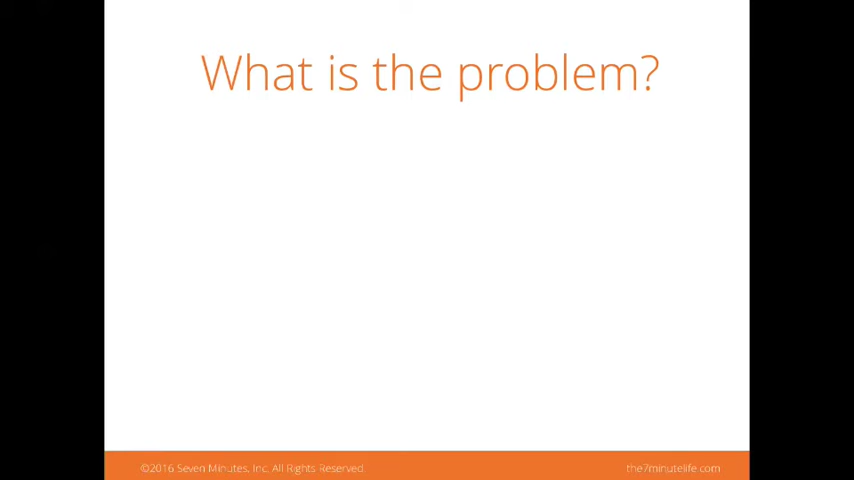 What is the problem?
©2016 Seven Minutes, Inc. All Rights Reserved.
the7minutelife.com